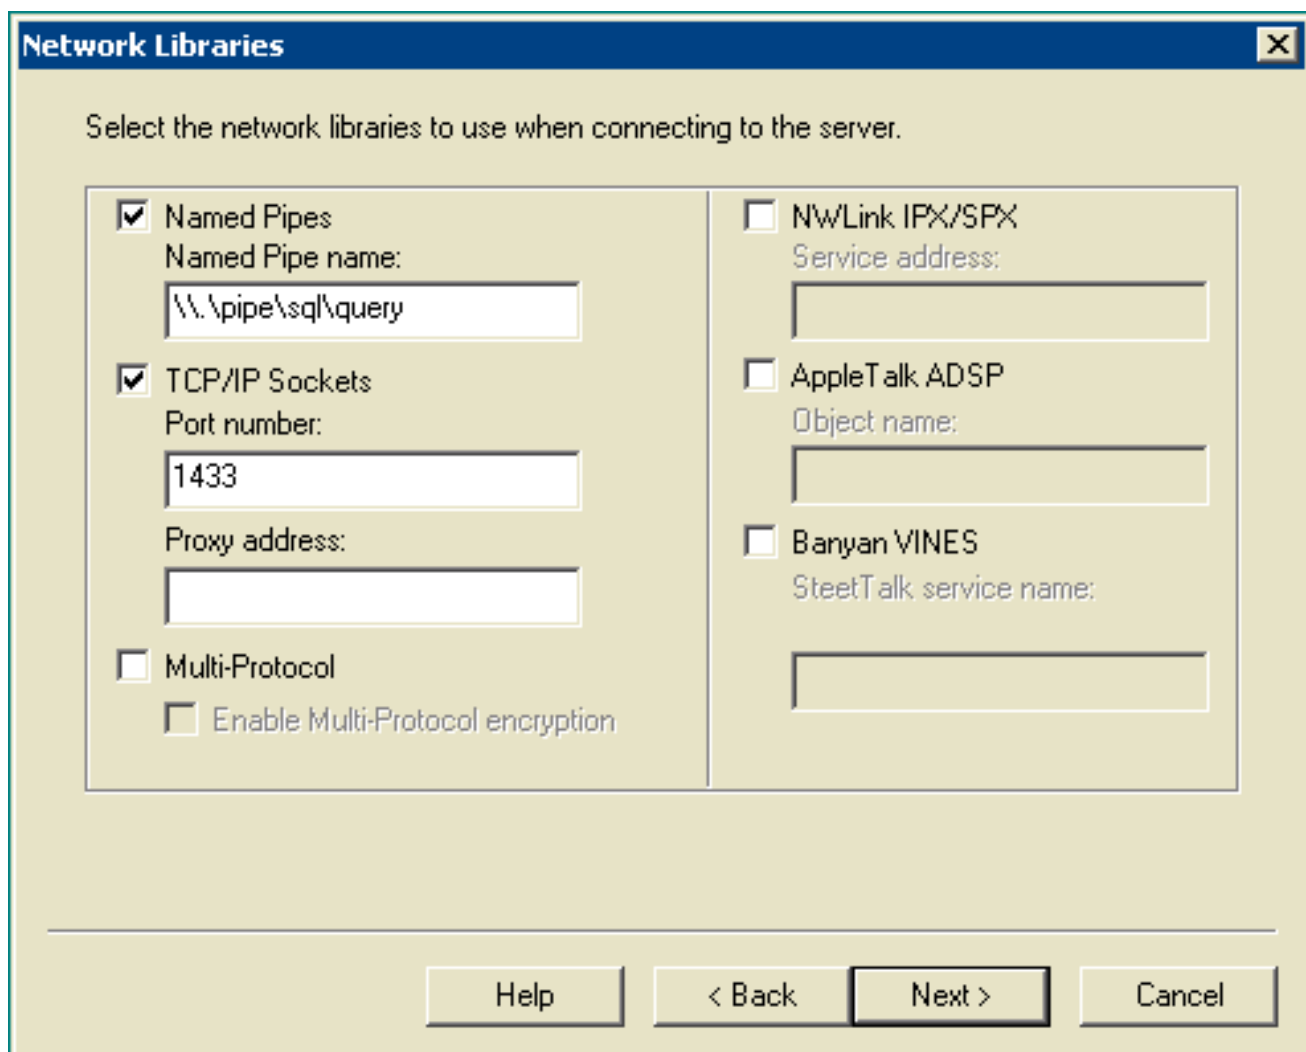 Network Libraries
Select the network libraries to use when connecting to the server.
Named Pipes
Named Pipe name:
\\.\pipe\sql\query
TCP/IP Sockets
Port number:
1433
Proxy address:
Multi-Protocol
Enable Multi-Protocol encryption
NWLink IPX/SPX
Service address:
AppleTalk ADSP
Object name:
Banyan VINES
SteetTalk service name:
Help
< Back
Next >
Cancel